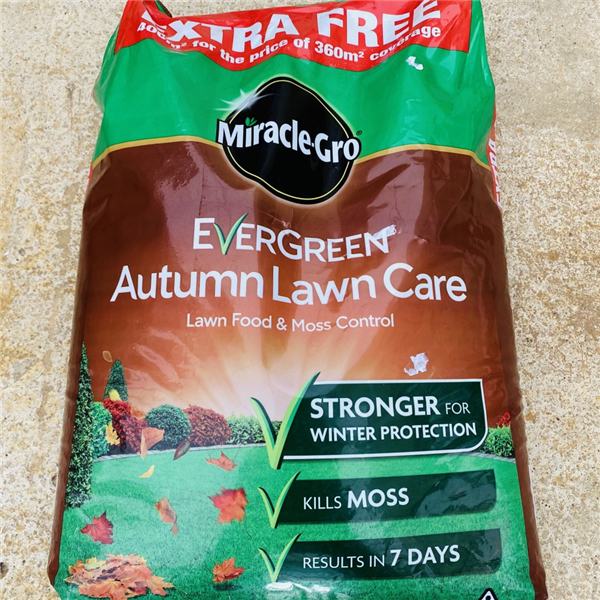 EXTRA FREE
400m² for the price of 360m² coverage
Miracle-Gro®
EVERGREEN
Autumn Lawn Care
Lawn Food & Moss Control
STRONGER FOR
WINTER PROTECTION
KILLS MOSS
RESULTS IN 7 DAYS